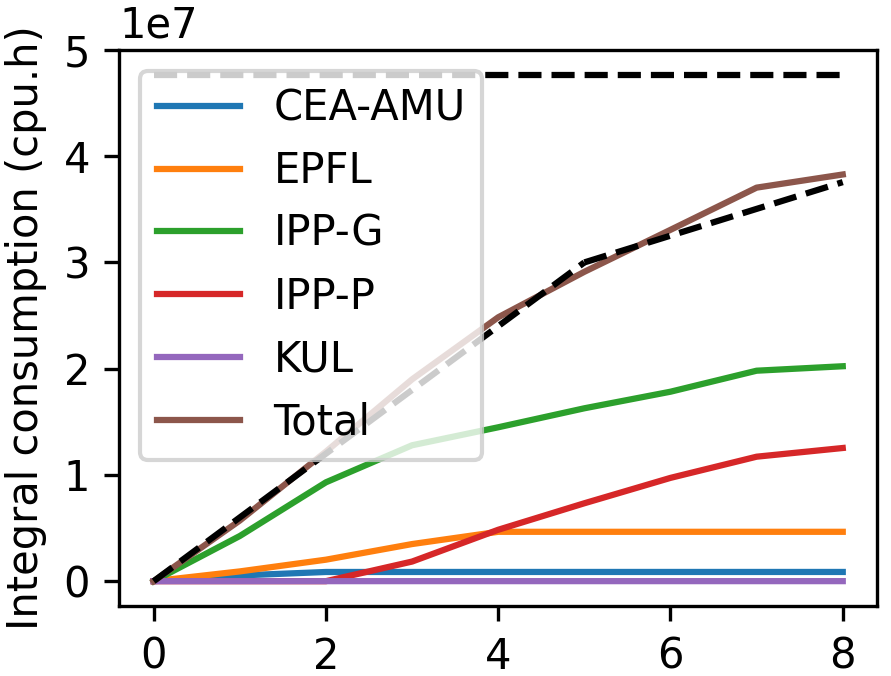 1e7
Integral consumption (cpu.h)
5
4
3
2
1
0
CEA-AMU
EPFL
IPP-G
IPP-P
KUL
Total
0 2 4 6 8